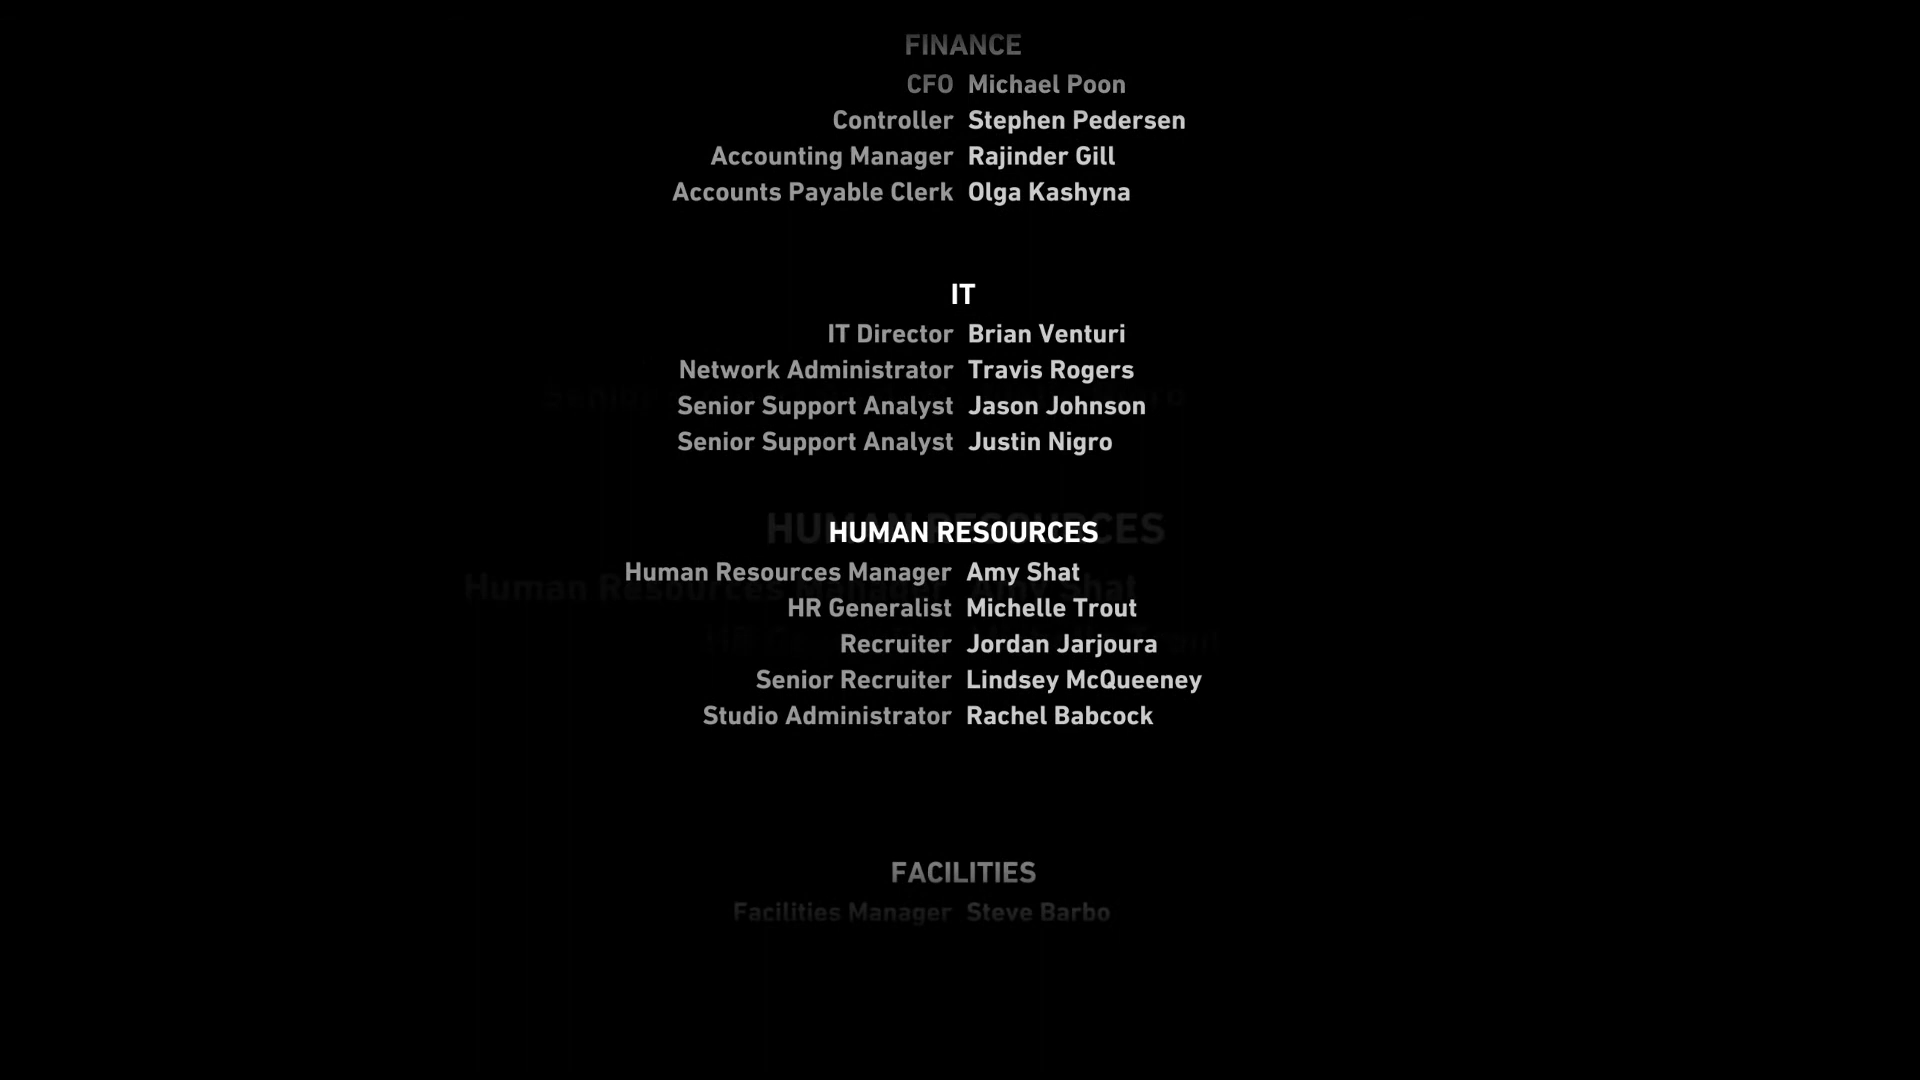 FINANCE
CFO Michael Poon
Controller Stephen Pedersen
Accounting Manager Rajinder Gill
Accounts Payable Clerk Olga Kashyna
IT
IT Director Brian Venturi
Network Administrator Travis Rogers
Senior Support Analyst Jason Johnson
Senior Support Analyst Justin Nigro
HUMAN RESOURCES
Human Resources Manager Amy Shat
HR Generalist Michelle Trout
Recruiter Jordan Jarjoura
Senior Recruiter Lindsey McQueeney
Studio Administrator Rachel Babcock
FACILITIES
Facilities Manager Steve Barbo